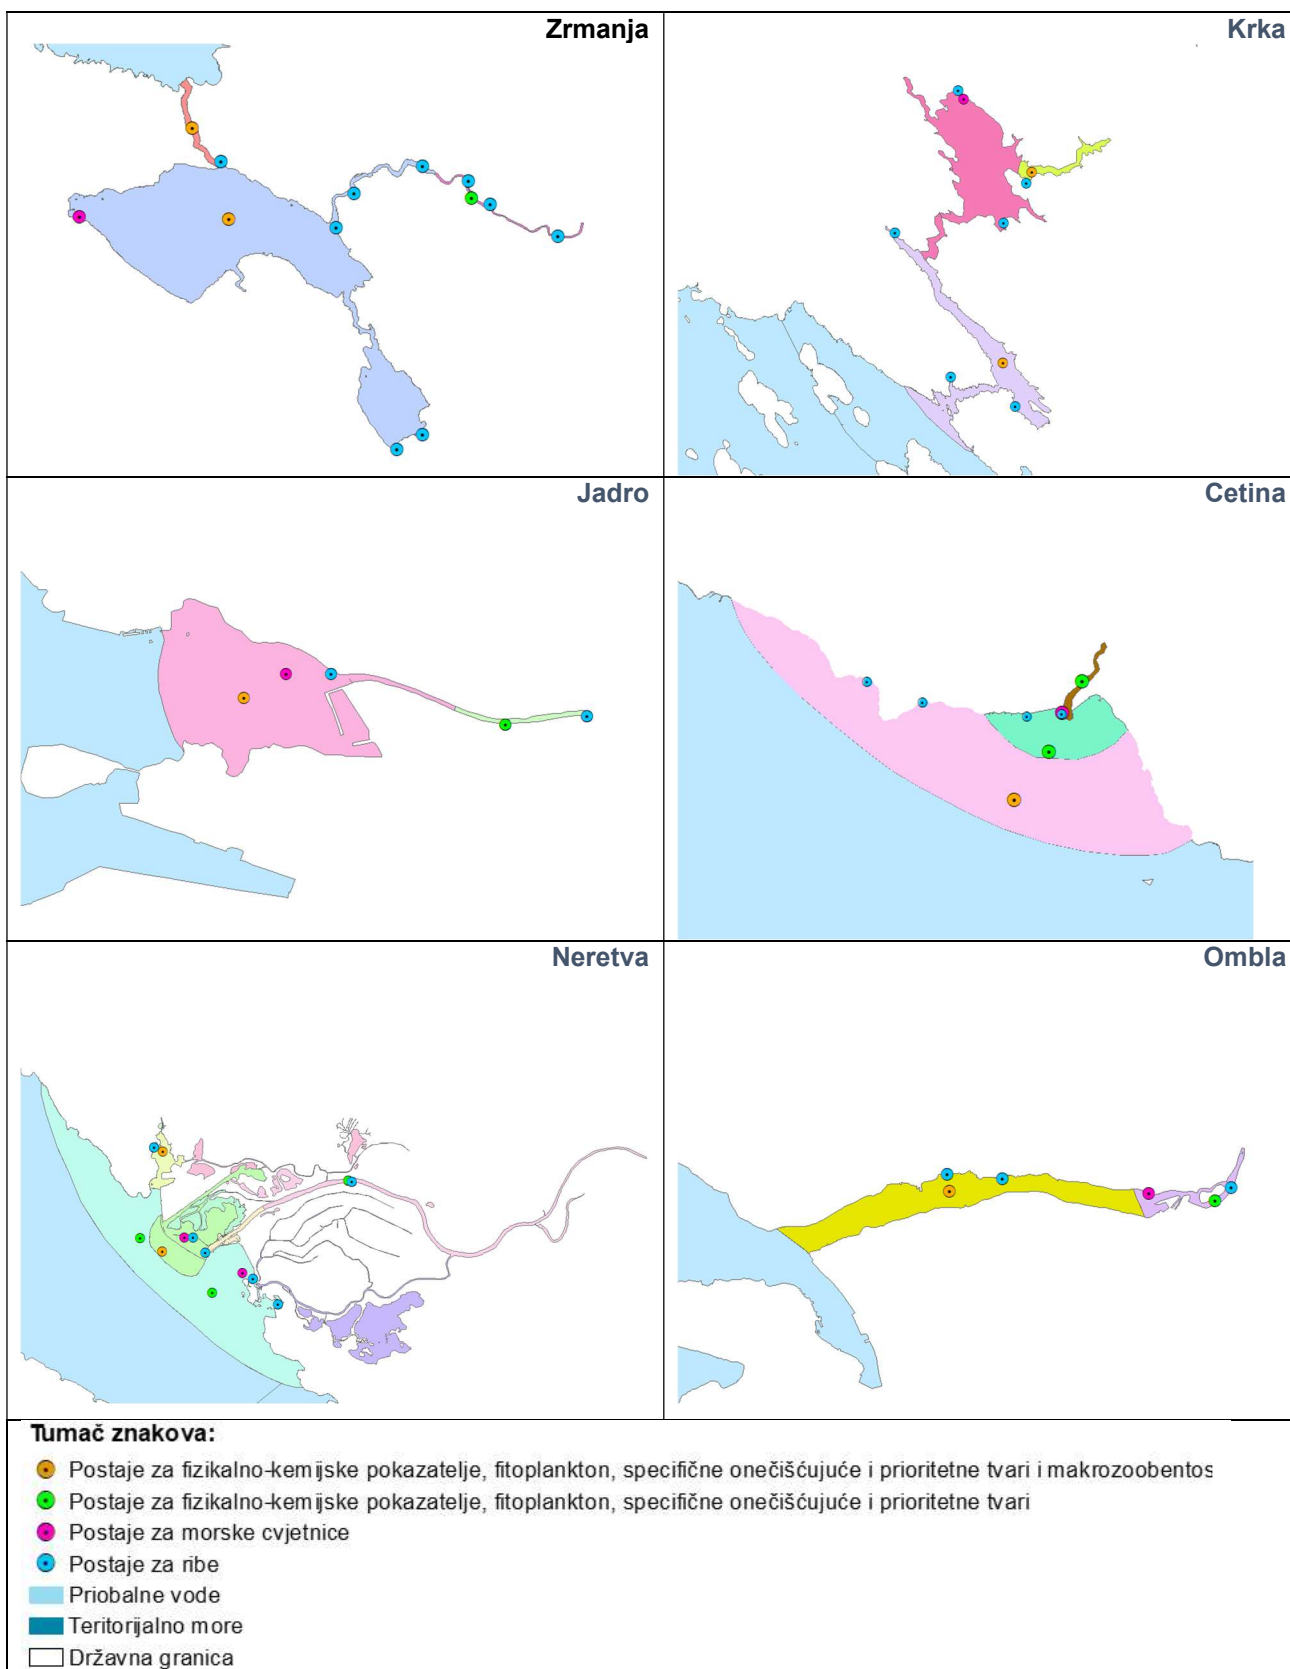 Zrmanja
Krka
Jadro
Cetina
Neretva
Ombla
Tumač znakova:
Postaje za fizikalno-kemijske pokazatelje, fitoplankton, specifične onečišćujuće i prioritetne tvari i makrozoobentos
Postaje za fizikalno-kemijske pokazatelje, fitoplankton, specifične onečišćujuće i prioritetne tvari
Postaje za morske cvjetnice
Postaje za ribe
Priobalne vode
Teritorijalno more
Državna granica